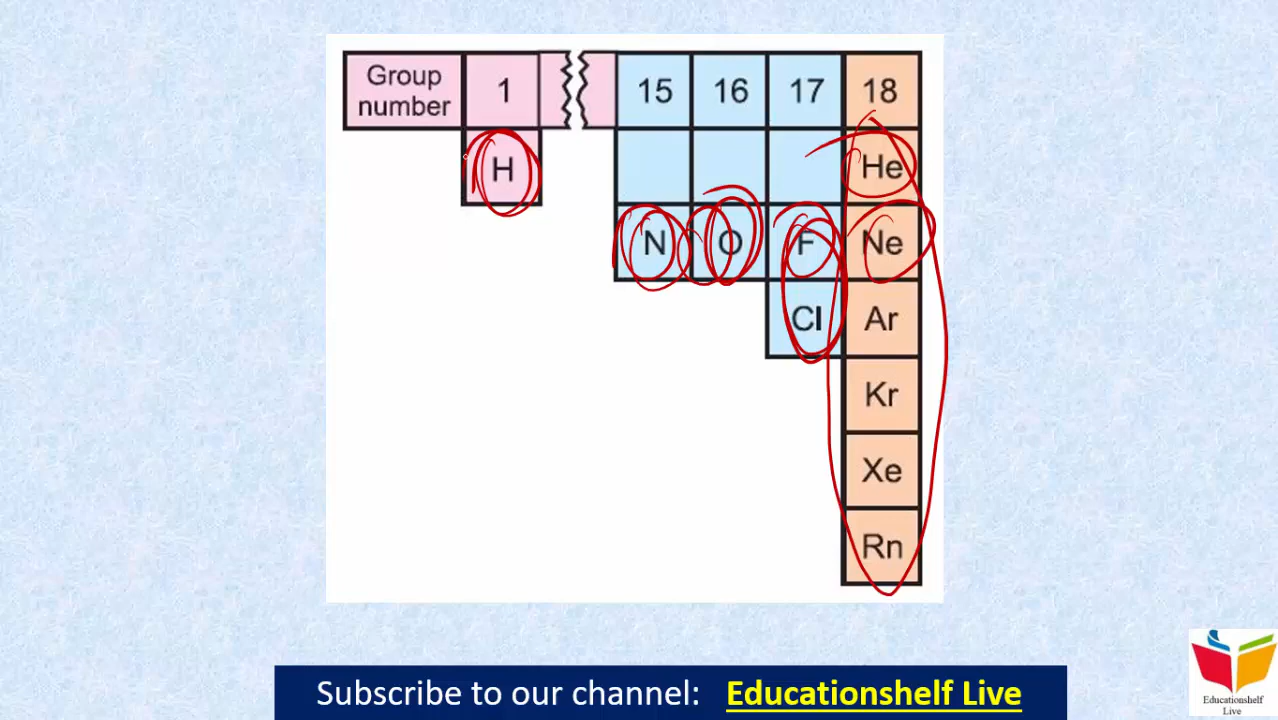 Group number 1 15 16 17 18
H He
N O F Ne
Cl Ar
Kr
Xe
Rn
Subscribe to our channel: Educationshelf Live
Educationshelf
Live